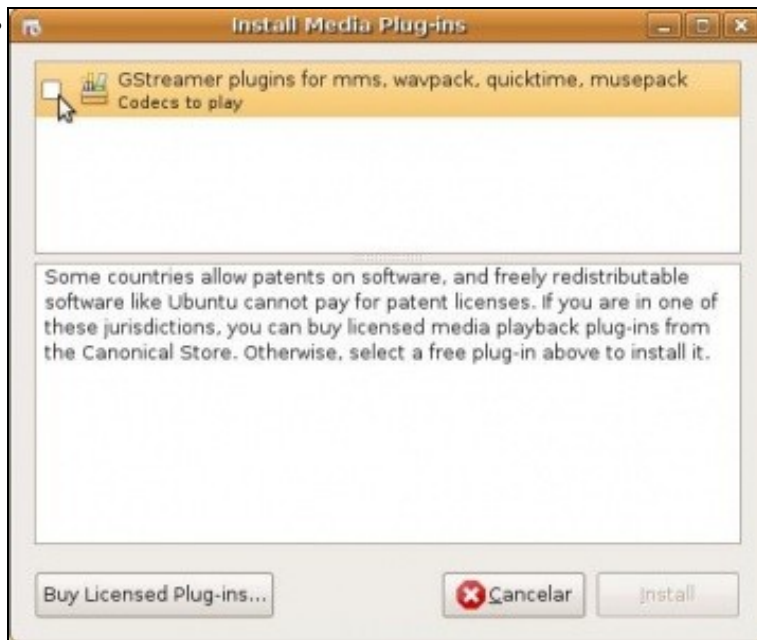 Install Media Plug-ins
GStreamer plugins for mms, wavpack, quicktime, musepack
Codecs to play
Some countries allow patents on software, and freely redistributable
software like Ubuntu cannot pay for patent licenses. If you are in one of
these jurisdictions, you can buy licensed media playback plug-ins from
the Canonical Store. Otherwise, select a free plug-in above to install it.
Buy Licensed Plug-ins... Cancelar Install